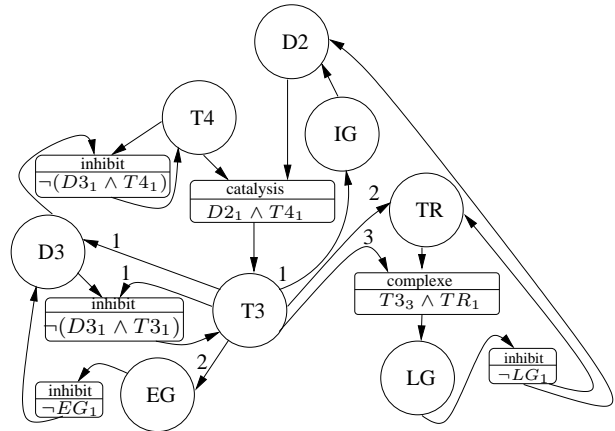 D2
T4
IG
inhibit
¬(D3₁ ∧ T4₁)
catalysis
D2₁ ∧ T4₁
2
TR
D3
1
3
1
1
complexe
T3₃ ∧ TR₁
inhibit
¬(D3₁ ∧ T3₁)
T3
2
inhibit
¬LG₁
inhibit
¬EG₁
EG
LG